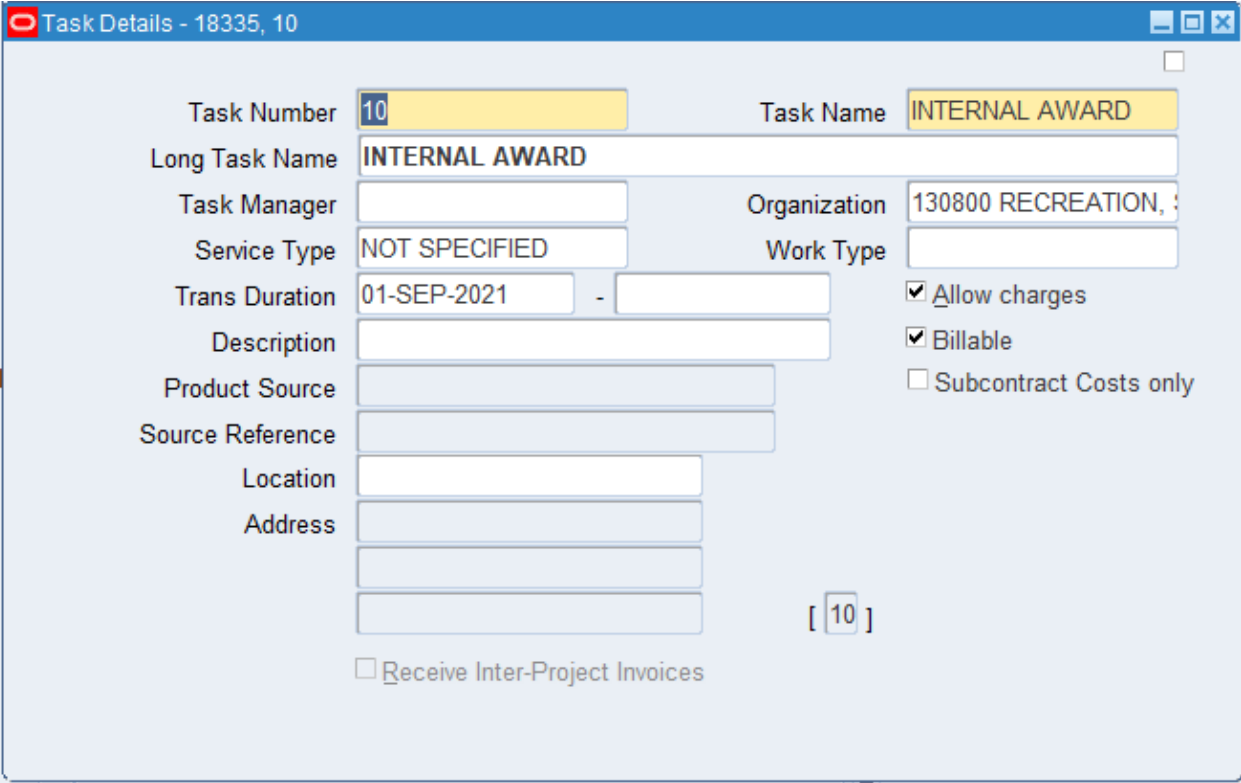 Task Details - 18335, 10
Task Number 10 Task Name INTERNAL AWARD
Long Task Name INTERNAL AWARD
Task Manager Organization 130800 RECREATION,
Service Type NOT SPECIFIED Work Type
Trans Duration 01-SEP-2021 - Allow charges
Description Billable
Product Source Subcontract Costs only
Source Reference
Location
Address
[ 10 ]
Receive Inter-Project Invoices